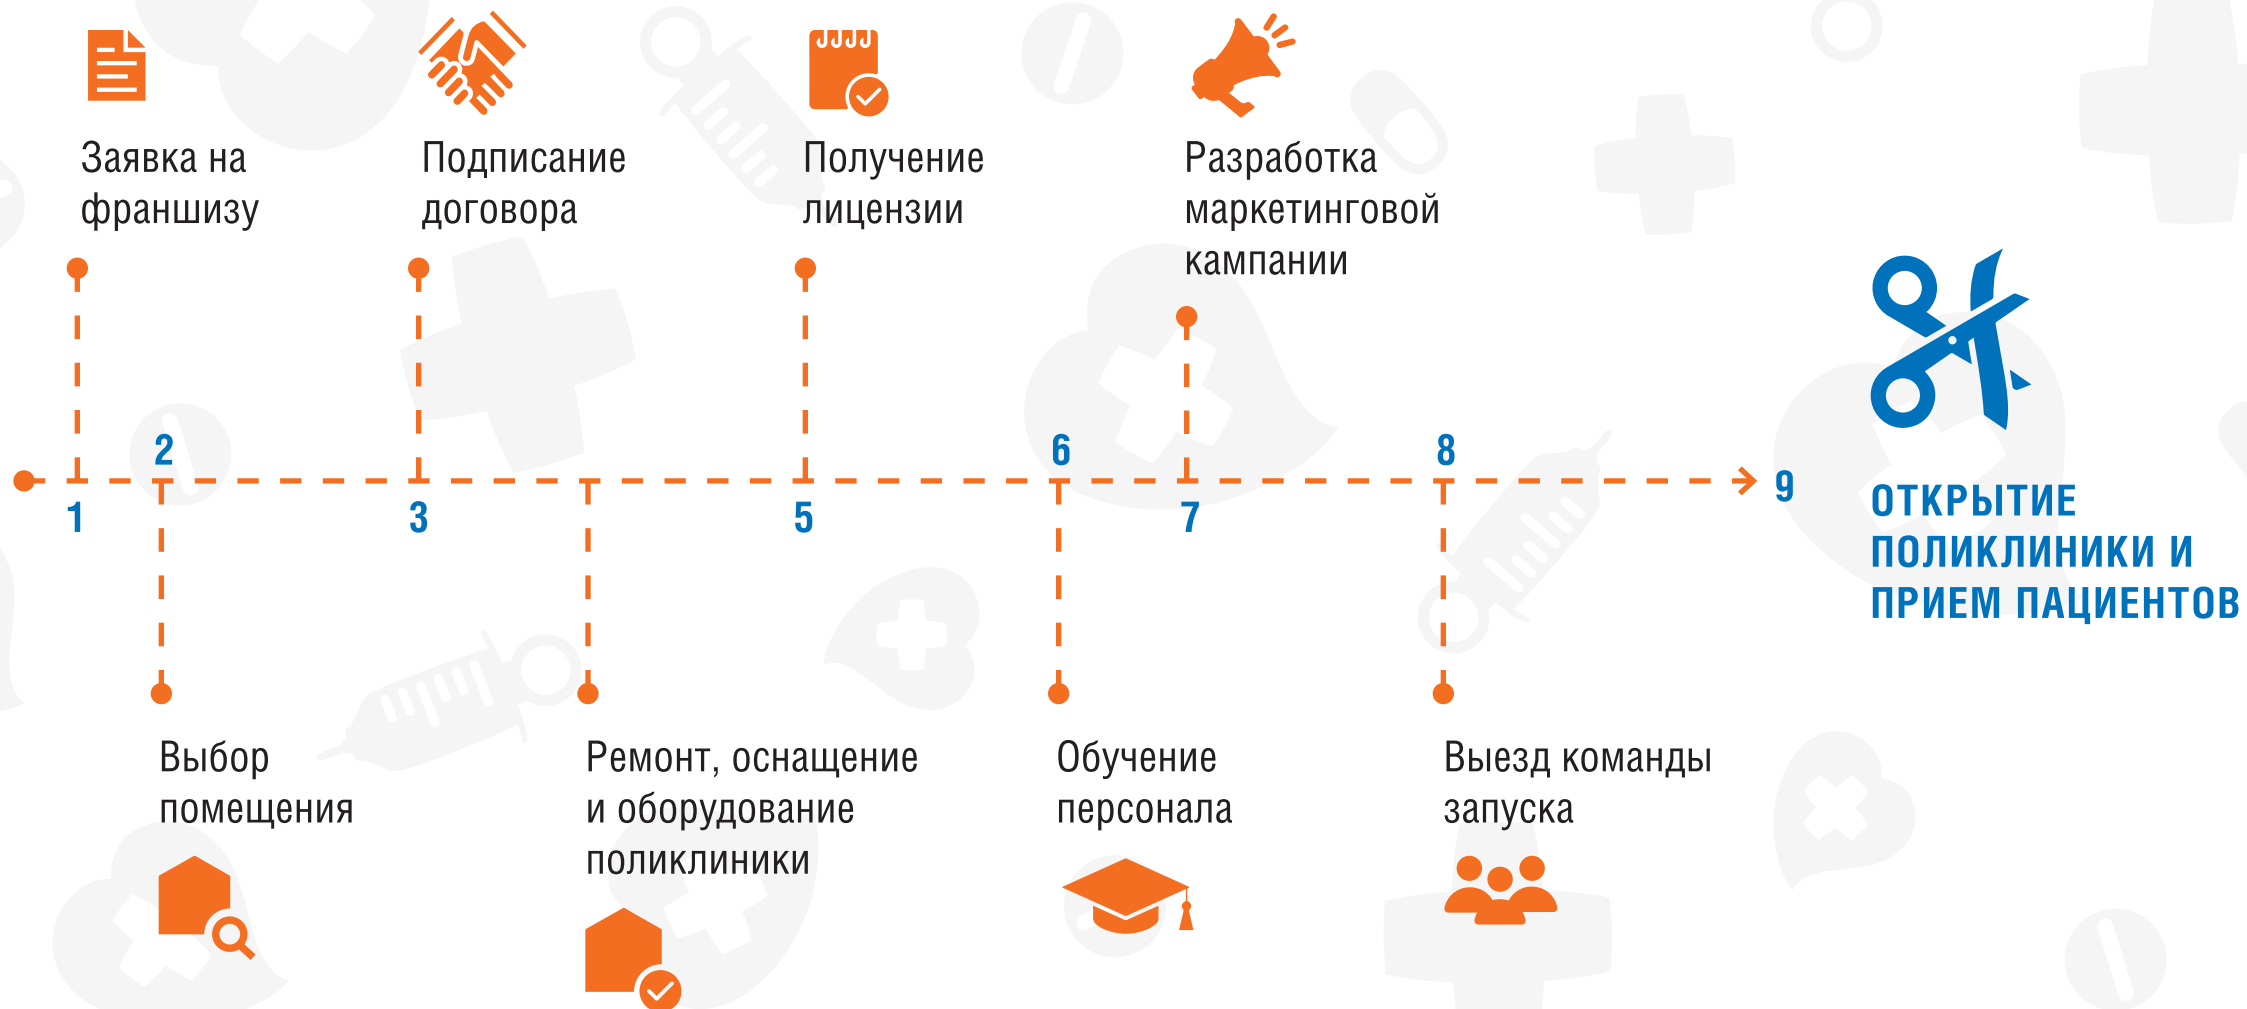 Заявка на
франшизу
Подписание
договора
Получение
лицензии
Разработка
маркетинговой
кампании
1
2
3
5
6
7
8
9
ОТКРЫТИЕ
ПОЛИКЛИНИКИ И
ПРИЕМ ПАЦИЕНТОВ
Выбор
помещения
Ремонт, оснащение
и оборудование
поликлиники
Обучение
персонала
Выезд команды
запуска